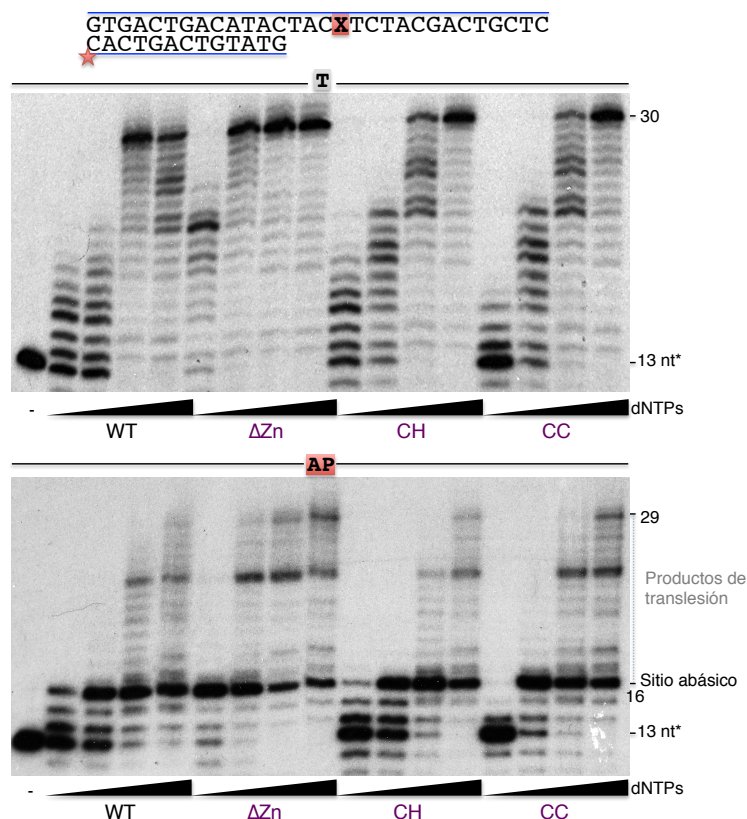 GTGACTGACATACTACXTCTACGACTGCTC
CACTGACTGTATG
T
30
13 nt*
- dNTPs
WT ΔZn CH CC
AP
29
Productos de
translesión
Sitio abásico
16
13 nt*
- dNTPs
WT ΔZn CH CC